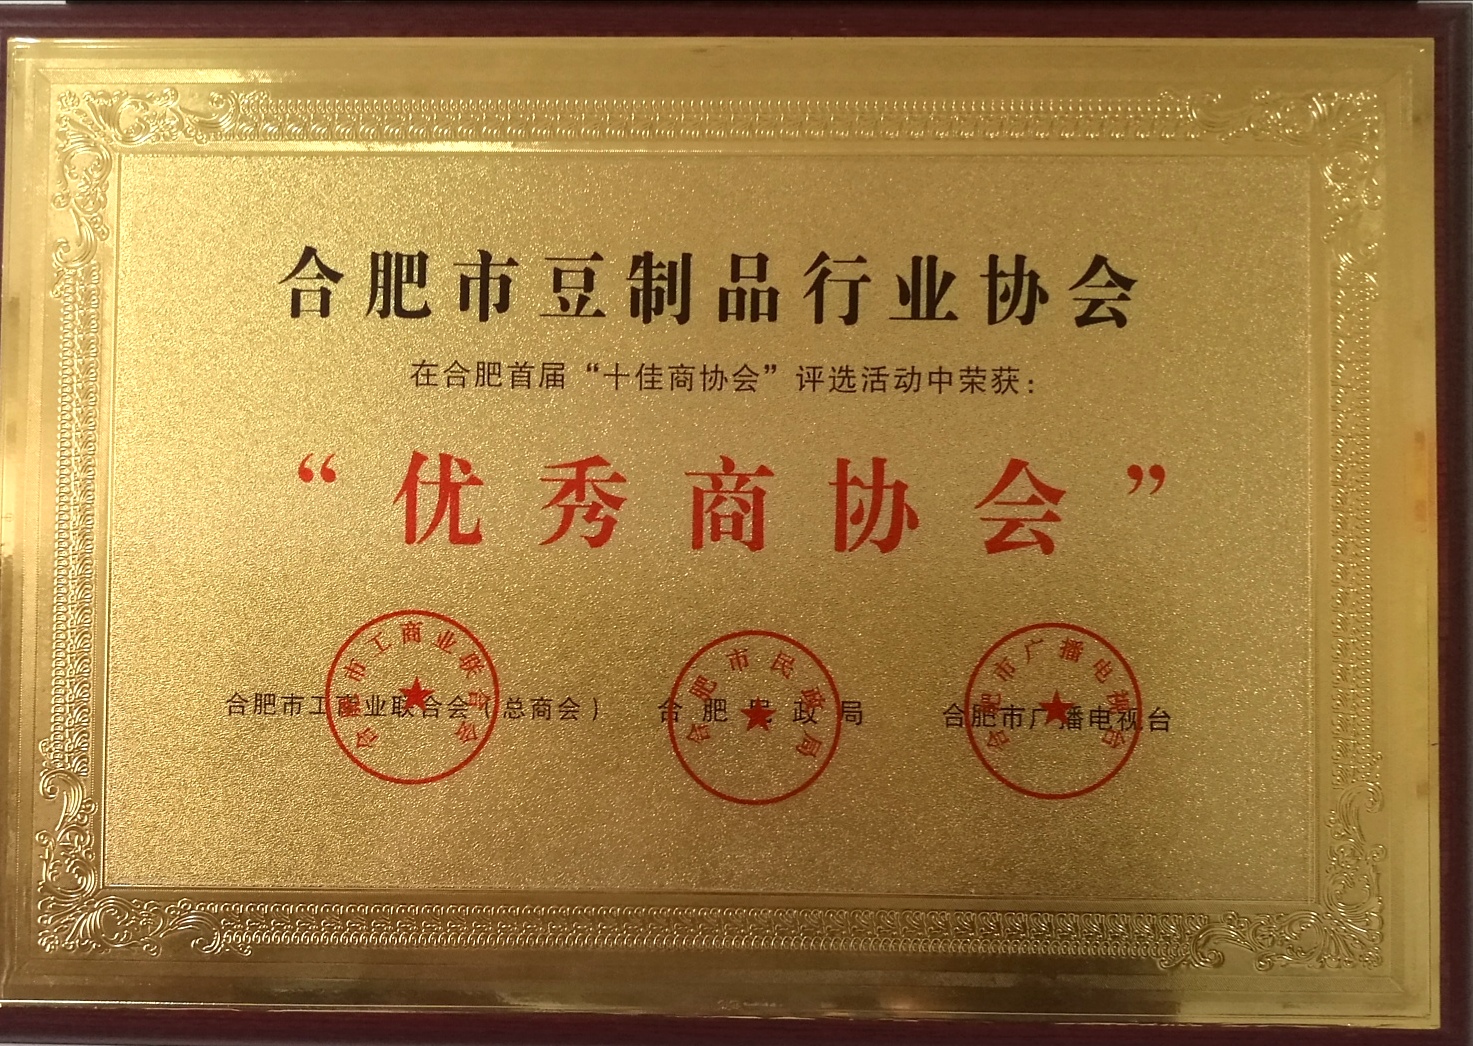 合肥市豆制品行业协会
在合肥首届“十佳商协会”评选活动中荣获：
“优秀商协会”
合肥市工商业联合会（总商会）
合肥民政局
合肥市广播电视台
合肥市工商业联合会
合肥市民政局
合肥市广播电视台